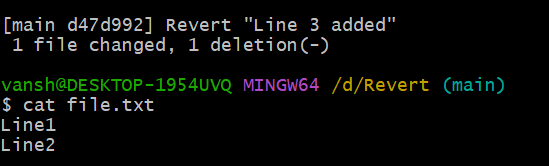 [main d47d992] Revert "Line 3 added"
 1 file changed, 1 deletion(-)
vansh@DESKTOP-1954UVQ MINGW64 /d/Revert (main)
$ cat file.txt
Line1
Line2